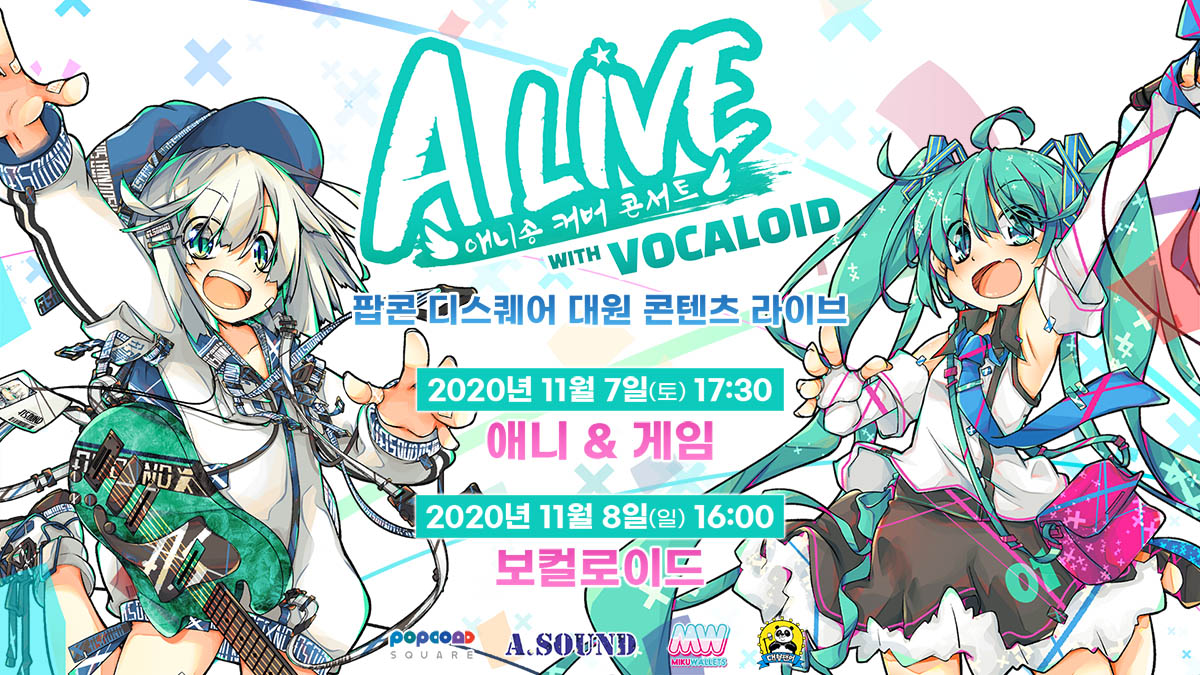 A LIVE
애니송 커버 콘서트
WITH VOCALOID
팝콘 디스퀘어 대원 콘텐츠 라이브
2020년 11월 7일(토) 17:30
애니 & 게임
2020년 11월 8일(일) 16:00
보컬로이드
POPCOND SQUARE
A.SOUND
MW
MIKUWALLETS